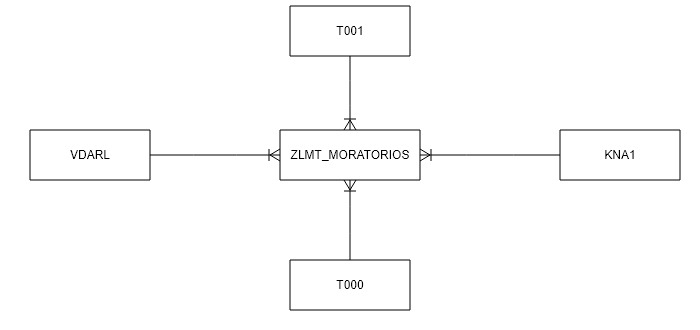 T001
VDARL
ZLMT_MORATORIOS
KNA1
T000